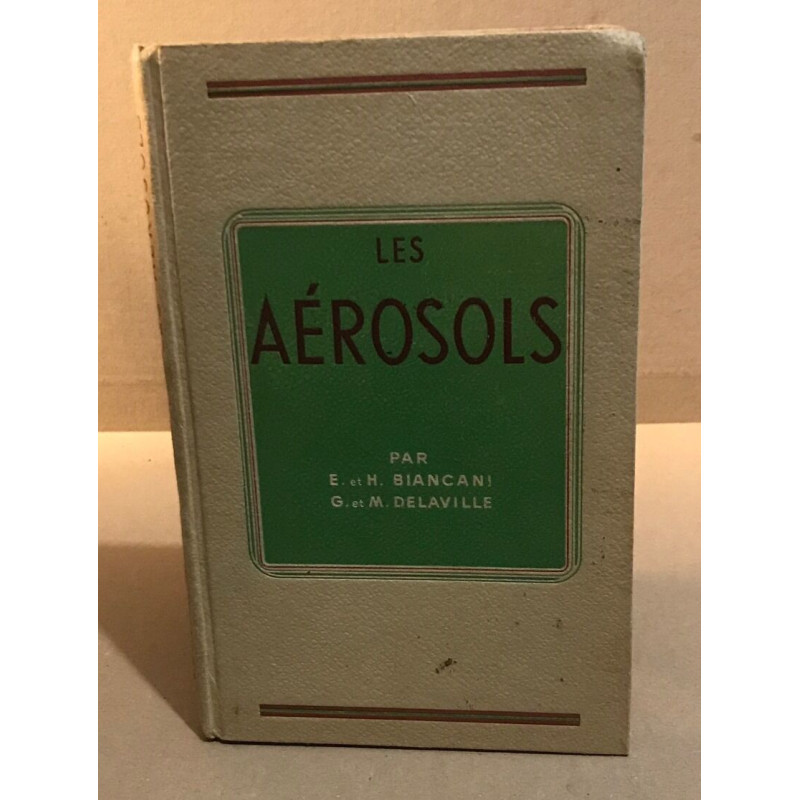 LES
AÉROSOLS
PAR
E. et H. BIANCANI
G. et M. DELAVILLE